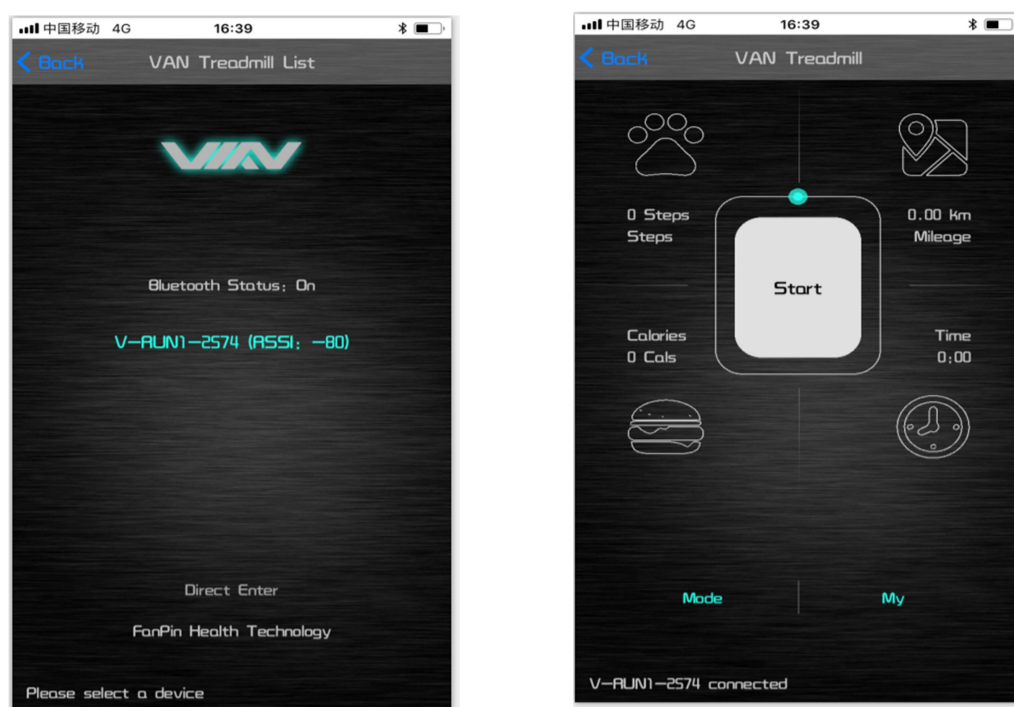 中国移动 4G 16:39
Back VAN Treadmill List
VAN
Bluetooth Status: On
V-RUN1-2574 (RSSI: -80)
Direct Enter
FanPin Health Technology
Please select a device
中国移动 4G 16:39
Back VAN Treadmill
0 Steps
Steps
0.00 km
Mileage
Start
Calories
0 Cals
Time
0:00
Mode
My
V-RUN1-2574 connected